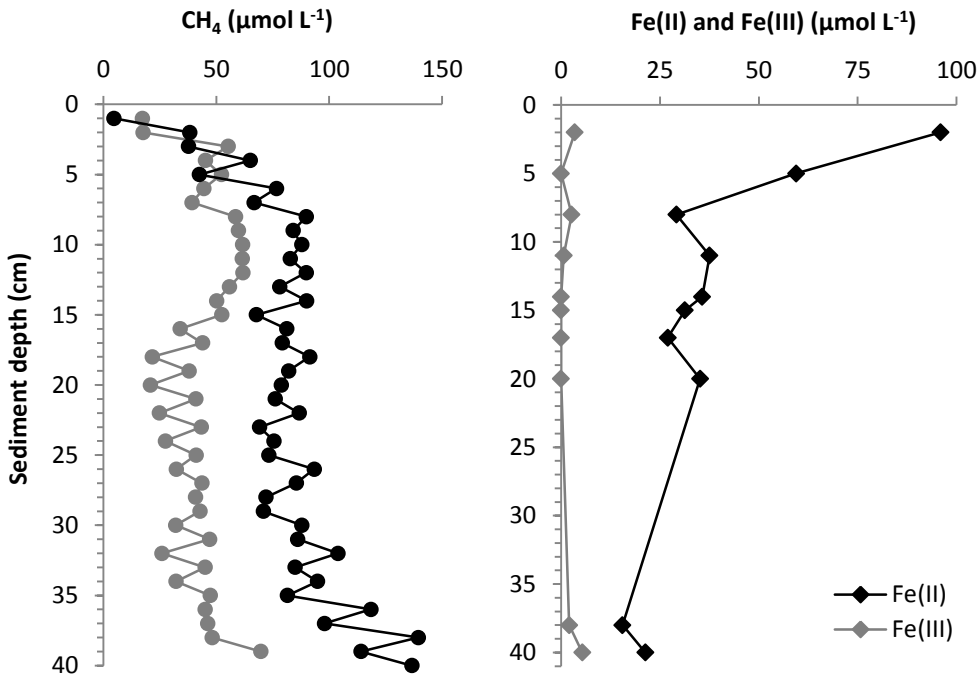 CH₄ (µmol L⁻¹)
0 50 100 150
0
5
10
15
20
25
30
35
40
Sediment depth (cm)
Fe(II) and Fe(III) (µmol L⁻¹)
0 25 50 75 100
0
5
10
15
20
25
30
35
40
Fe(II)
Fe(III)